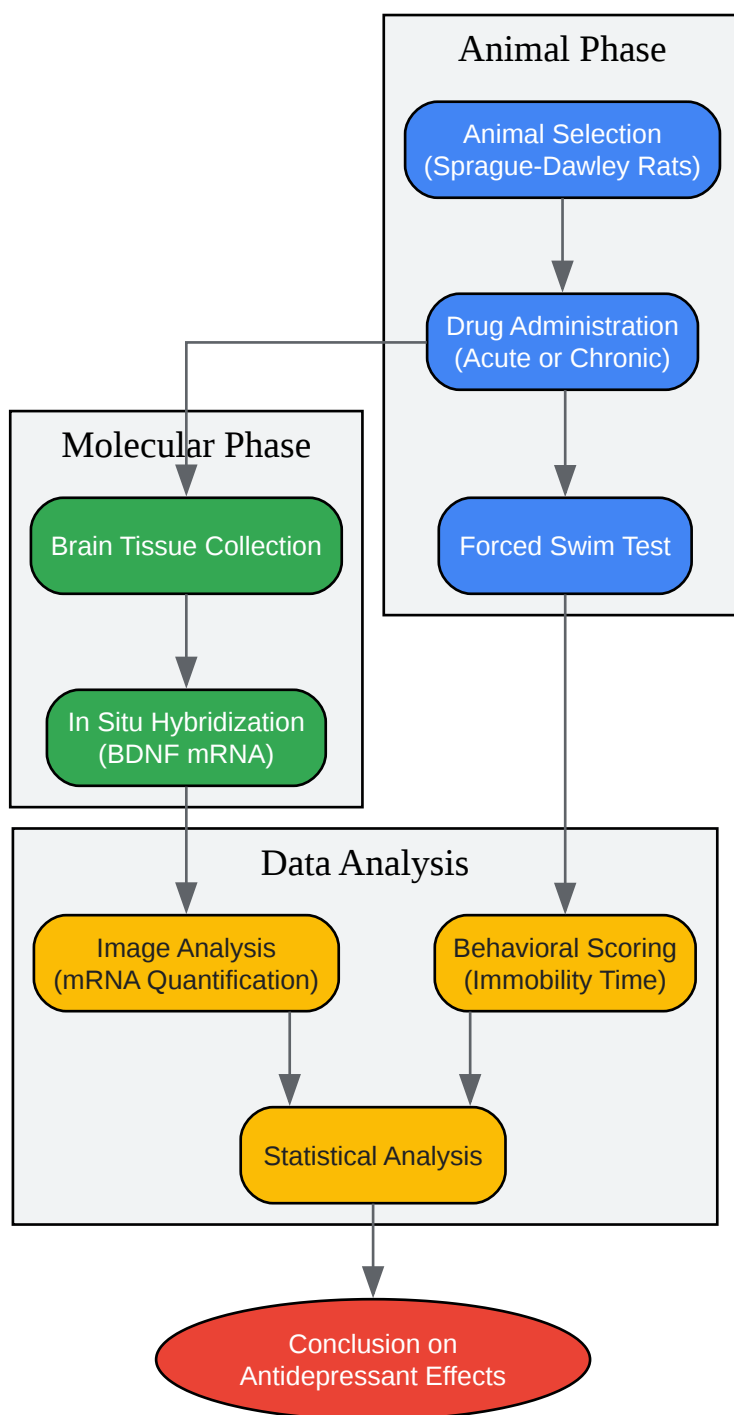 Animal Phase
Animal Selection
(Sprague-Dawley Rats)
Drug Administration
(Acute or Chronic)
Molecular Phase
Brain Tissue Collection
Forced Swim Test
In Situ Hybridization
(BDNF mRNA)
Data Analysis
Image Analysis
(mRNA Quantification)
Behavioral Scoring
(Immobility Time)
Statistical Analysis
Conclusion on
Antidepressant Effects